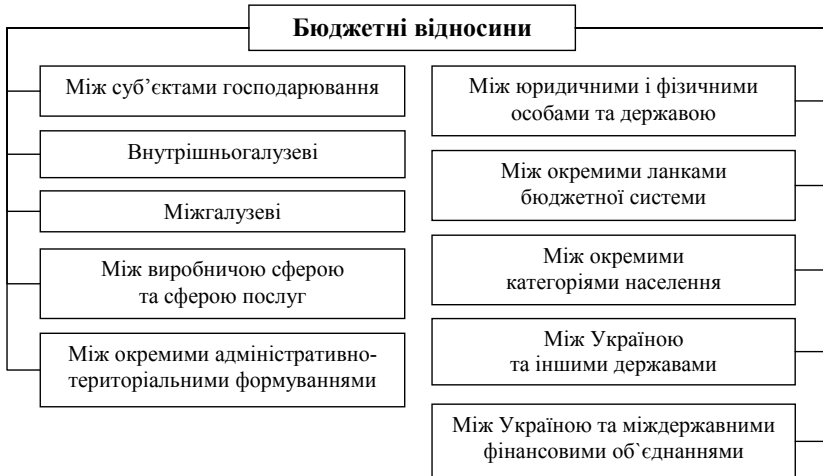 Бюджетні відносини
Між суб’єктами господарювання
Внутрішньогалузеві
Міжгалузеві
Між виробничою сферою
та сферою послуг
Між окремими адміністративно-
територіальними формуваннями
Між юридичними і фізичними
особами та державою
Між окремими ланками
бюджетної системи
Між окремими
категоріями населення
Між Україною
та іншими державами
Між Україною та міждержавними
фінансовими об`єднаннями